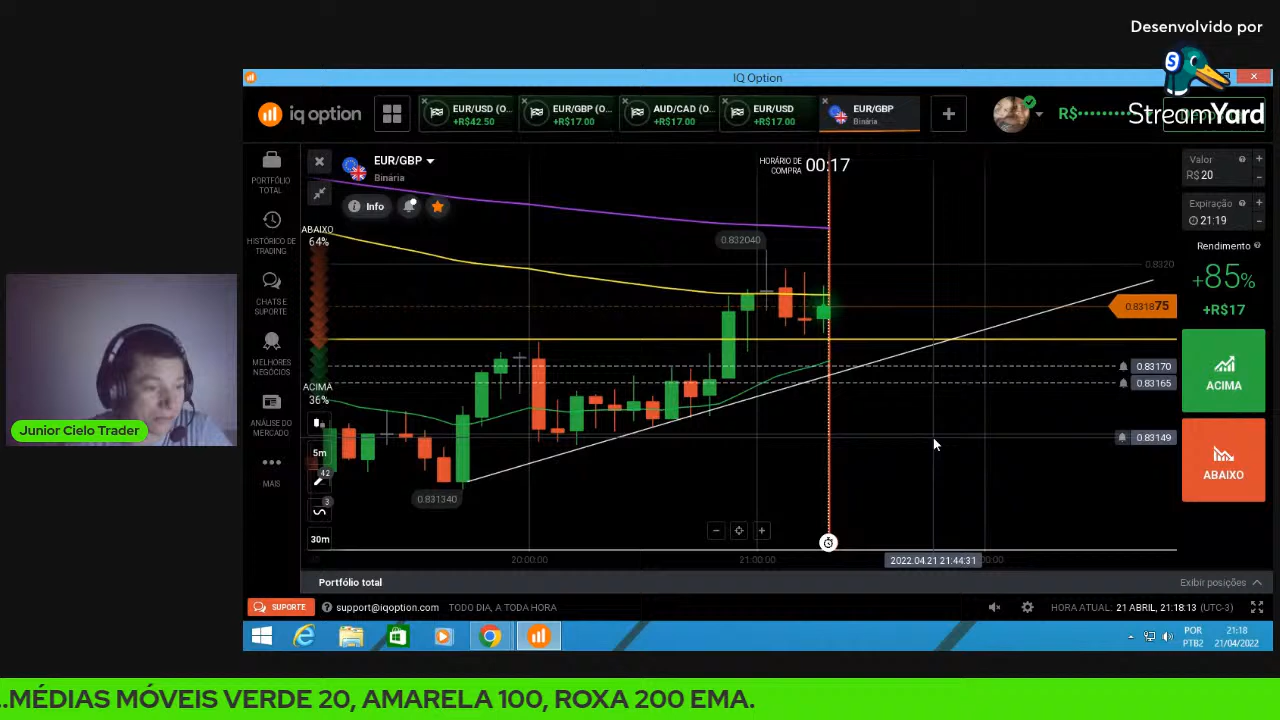 Desenvolvido por
StreamYard
IQ Option
iq option
EUR/USD (O...
+R$42.50
EUR/GBP (O...
+R$17.00
AUD/CAD (O...
+R$17.00
EUR/USD
+R$17.00
EUR/GBP
Binária
R$
PORTFÓLIO
TOTAL
HISTÓRICO DE
TRADING
CHATS E
SUPORTE
MELHORES
NEGÓCIOS
ANÁLISE DO
MERCADO
MAIS
EUR/GBP
Binária
Info
HORÁRIO DE
COMPRA
00:17
ABAIXO
64%
ACIMA
36%
5m
42
3
30m
0.832040
0.831340
0.8320
0.831875
0.83170
0.83165
0.83149
20:00:00
21:00:00
2022.04.21 21:44:31
Valor
R$ 20
Expiração
21:19
Rendimento
+85%
+R$17
ACIMA
ABAIXO
Portfólio total
Exibir posições
SUPORTE
support@iqoption.com
TODO DIA, A TODA HORA
HORA ATUAL: 21 ABRIL, 21:18:13 (UTC-3)
POR
PTB2
21:18
21/04/2022
Junior Cielo Trader
..MÉDIAS MÓVEIS VERDE 20, AMARELA 100, ROXA 200 EMA.